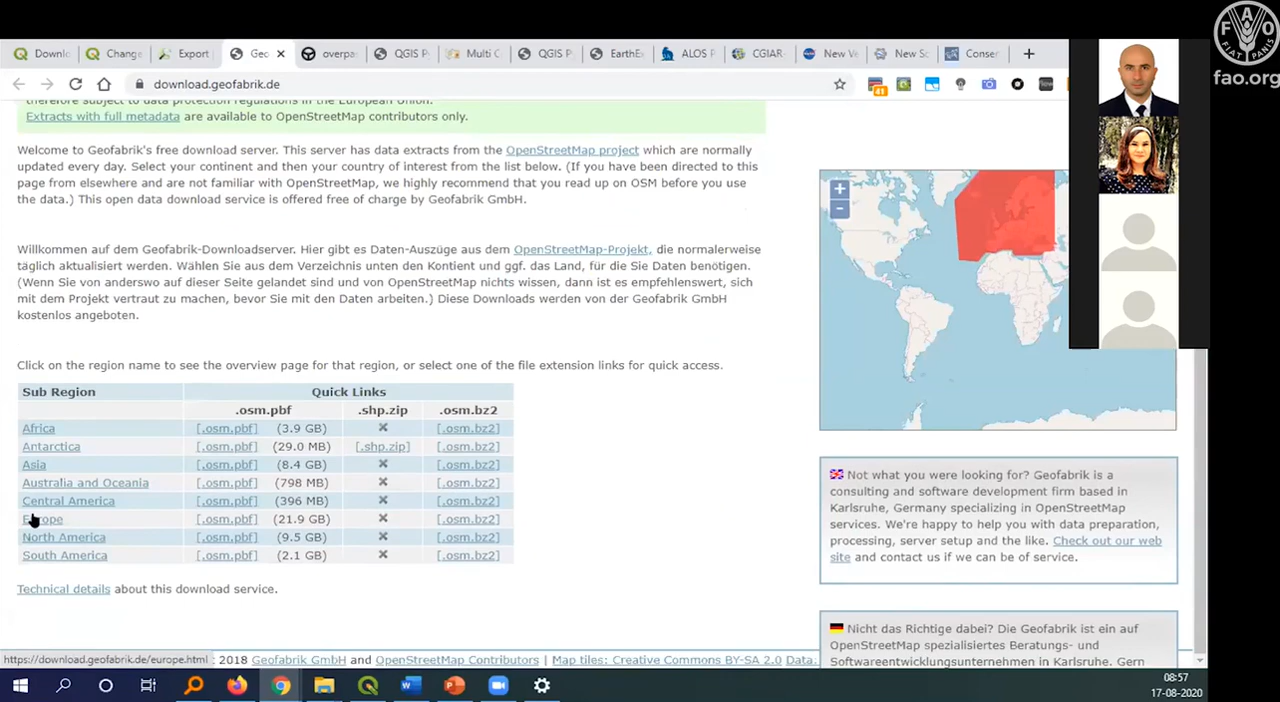 FAO
FIAT PANIS
fao.org
Downl
Change
Export
Geo
overpa
QGIS P
Multi C
QGIS P
EarthE
ALOS P
CGIAR-
New Ve
New Sc
Conser
download.geofabrik.de
41
therefore subject to data protection regulations in the European Union.
Extracts with full metadata are available to OpenStreetMap contributors only.
Welcome to Geofabrik's free download server. This server has data extracts from the OpenStreetMap project which are normally
updated every day. Select your continent and then your country of interest from the list below. (If you have been directed to this
page from elsewhere and are not familiar with OpenStreetMap, we highly recommend that you read up on OSM before you use
the data.) This open data download service is offered free of charge by Geofabrik GmbH.
Willkommen auf dem Geofabrik-Downloadserver. Hier gibt es Daten-Auszüge aus dem OpenStreetMap-Projekt, die normalerweise
täglich aktualisiert werden. Wählen Sie aus dem Verzeichnis unten den Kontient und ggf. das Land, für die Sie Daten benötigen.
(Wenn Sie von anderswo auf dieser Seite gelandet sind und von OpenStreetMap nichts wissen, dann ist es empfehlenswert, sich
mit dem Projekt vertraut zu machen, bevor Sie mit den Daten arbeiten.) Diese Downloads werden von der Geofabrik GmbH
kostenlos angeboten.
Click on the region name to see the overview page for that region, or select one of the file extension links for quick access.
Sub Region Quick Links
.osm.pbf .shp.zip .osm.bz2
Africa [.osm.pbf] (3.9 GB) ✖ [.osm.bz2]
Antarctica [.osm.pbf] (29.0 MB) [.shp.zip] [.osm.bz2]
Asia [.osm.pbf] (8.4 GB) ✖ [.osm.bz2]
Australia and Oceania [.osm.pbf] (798 MB) ✖ [.osm.bz2]
Central America [.osm.pbf] (396 MB) ✖ [.osm.bz2]
Europe [.osm.pbf] (21.9 GB) ✖ [.osm.bz2]
North America [.osm.pbf] (9.5 GB) ✖ [.osm.bz2]
South America [.osm.pbf] (2.1 GB) ✖ [.osm.bz2]
Technical details about this download service.
+
-
Not what you were looking for? Geofabrik is a
consulting and software development firm based in
Karlsruhe, Germany specializing in OpenStreetMap
services. We're happy to help you with data preparation,
processing, server setup and the like. Check out our web
site and contact us if we can be of service.
Nicht das Richtige dabei? Die Geofabrik ist ein auf
OpenStreetMap spezialisiertes Beratungs- und
Softwareentwicklungsunternehmen in Karlsruhe. Gern
https://download.geofabrik.de/europe.html
t 2018 Geofabrik GmbH and OpenStreetMap Contributors | Map tiles: Creative Commons BY-SA 2.0 Data.
08:57
17-08-2020